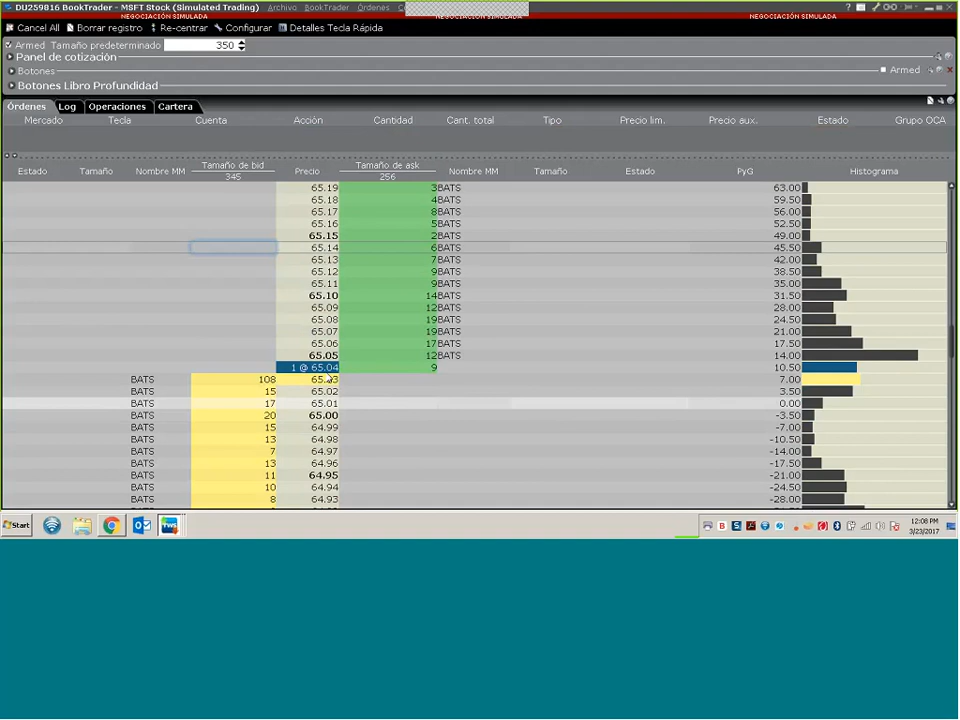 DU259816 BookTrader - MSFT Stock (Simulated Trading) Archivo BookTrader Órdenes
NEGOCIACIÓN SIMULADA NEGOCIACIÓN SIMULADA NEGOCIACIÓN SIMULADA
Cancel All Borrar registro Re-centrar Configurar Detalles Tecla Rápida
Armed Tamaño predeterminado 350
Panel de cotización
Botones Armed
Botones Libro Profundidad
Órdenes Log Operaciones Cartera
Mercado Tecla Cuenta Acción Cantidad Cant. total Tipo Precio lim. Precio aux. Estado Grupo OCA
Estado Tamaño Nombre MM Tamaño de bid Precio Tamaño de ask Nombre MM Tamaño Estado PyG Histograma
345 256
65.19 3 BATS 63.00
65.18 4 BATS 59.50
65.17 8 BATS 56.00
65.16 5 BATS 52.50
65.15 2 BATS 49.00
65.14 6 BATS 45.50
65.13 7 BATS 42.00
65.12 9 BATS 38.50
65.11 9 BATS 35.00
65.10 14 BATS 31.50
65.09 12 BATS 28.00
65.08 19 BATS 24.50
65.07 19 BATS 21.00
65.06 17 BATS 17.50
65.05 12 BATS 14.00
1 @ 65.04 9 10.50
BATS 108 65.03 7.00
BATS 15 65.02 3.50
BATS 17 65.01 0.00
BATS 20 65.00 -3.50
BATS 15 64.99 -7.00
BATS 13 64.98 -10.50
BATS 7 64.97 -14.00
BATS 13 64.96 -17.50
BATS 11 64.95 -21.00
BATS 10 64.94 -24.50
BATS 8 64.93 -28.00
Start 12:08 PM
3/23/2017